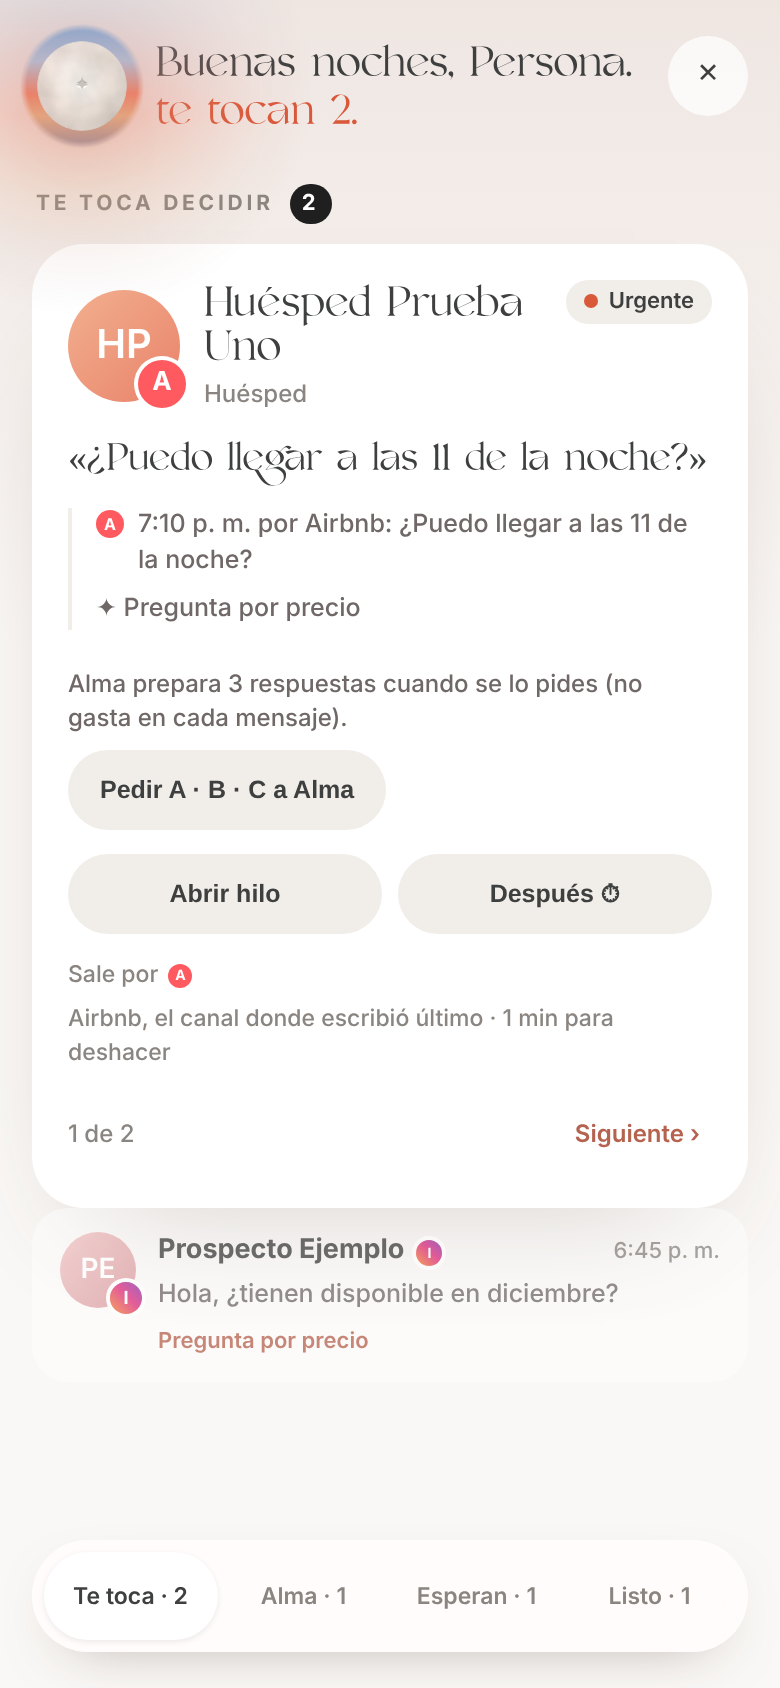 Buenas noches, Persona.
te tocan 2.
✕
TE TOCA DECIDIR 2
HP
A
Huésped Prueba
Uno
Huésped
Urgente
«¿Puedo llegar a las 11 de la noche?»
A 7:10 p. m. por Airbnb: ¿Puedo llegar a las 11 de
la noche?
✦ Pregunta por precio
Alma prepara 3 respuestas cuando se lo pides (no
gasta en cada mensaje).
Pedir A · B · C a Alma
Abrir hilo
Después ⏱
Sale por A
Airbnb, el canal donde escribió último · 1 min para
deshacer
1 de 2
Siguiente ›
PE
I
Prospecto Ejemplo I
6:45 p. m.
Hola, ¿tienen disponible en diciembre?
Pregunta por precio
Te toca · 2
Alma · 1
Esperan · 1
Listo · 1